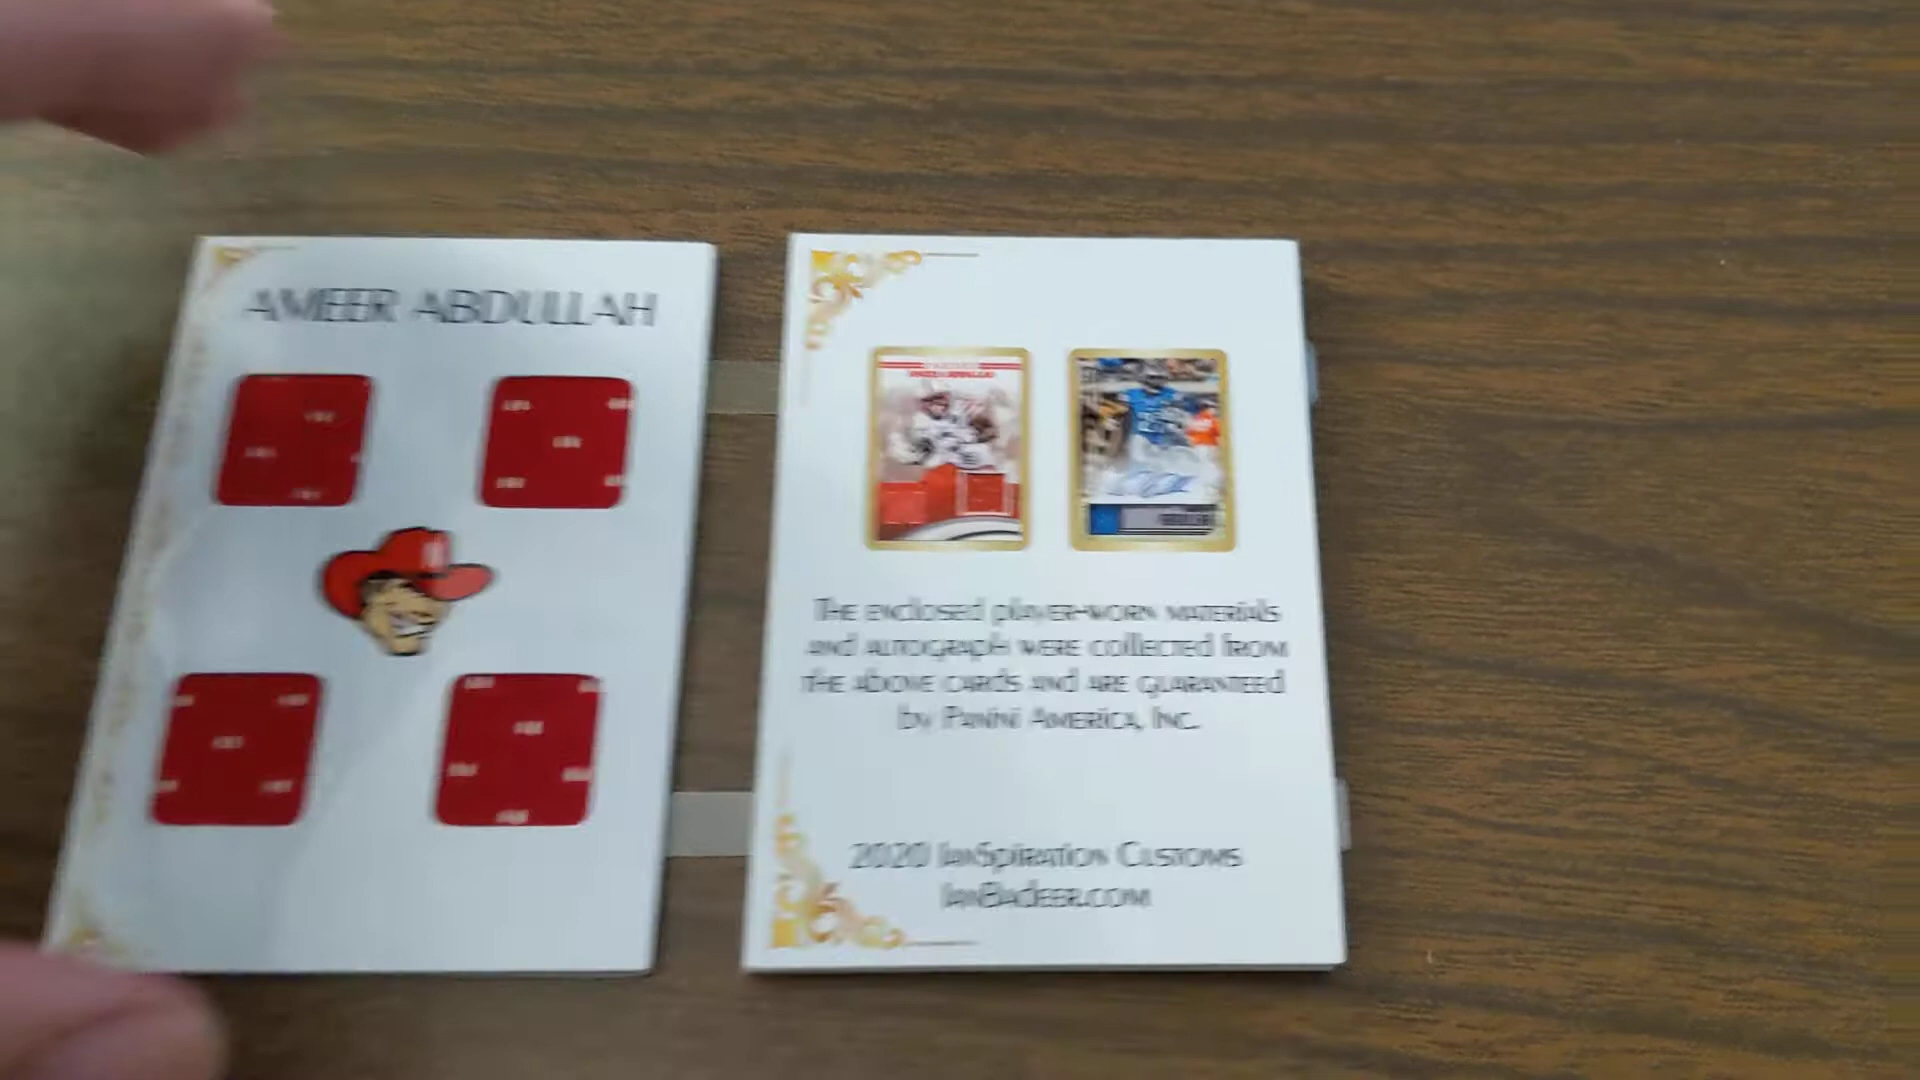 AMEER ABDULLAH
The enclosed player-worn materials
and autograph were collected from
the above cards and are guaranteed
by Panini America, Inc.
2020 IanSpiration Customs
IanBadeer.com